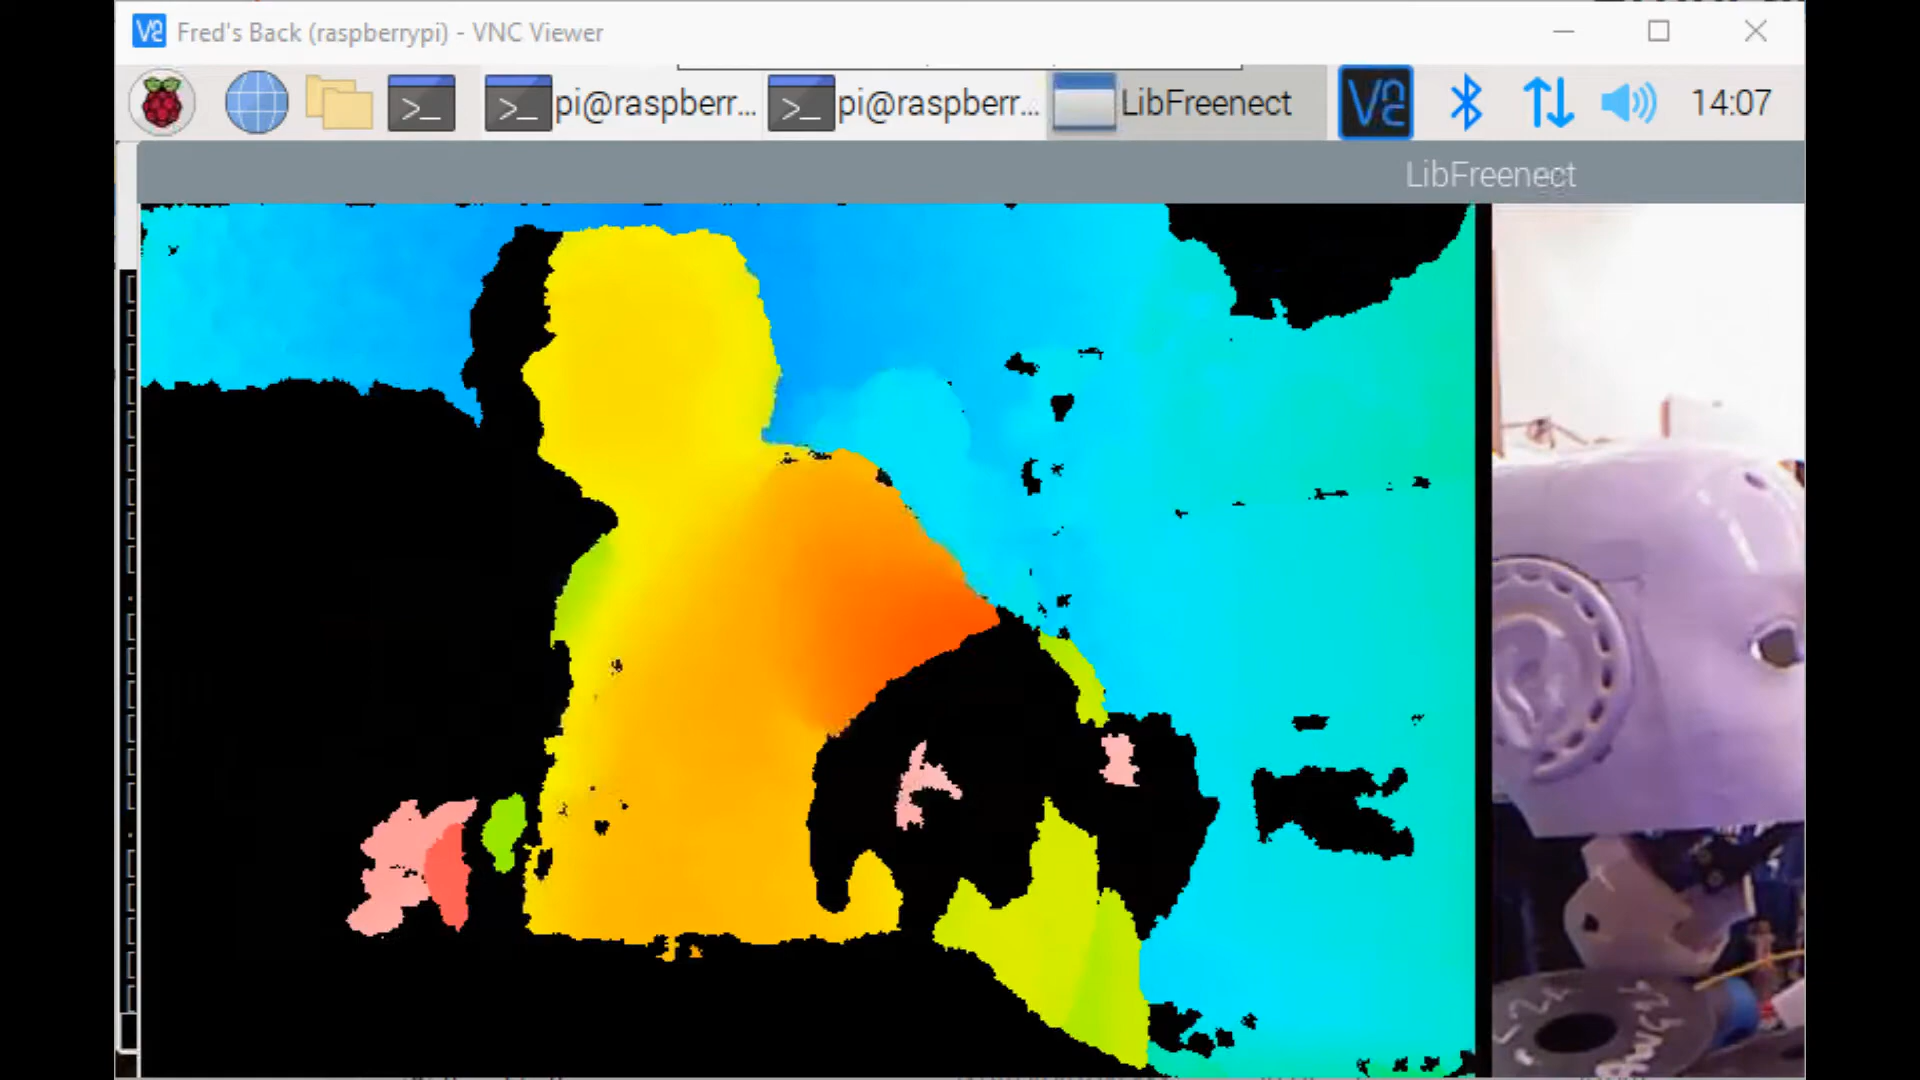 Fred's Back (raspberrypi) - VNC Viewer
pi@raspberr... pi@raspberr... LibFreenect 14:07
LibFreenect